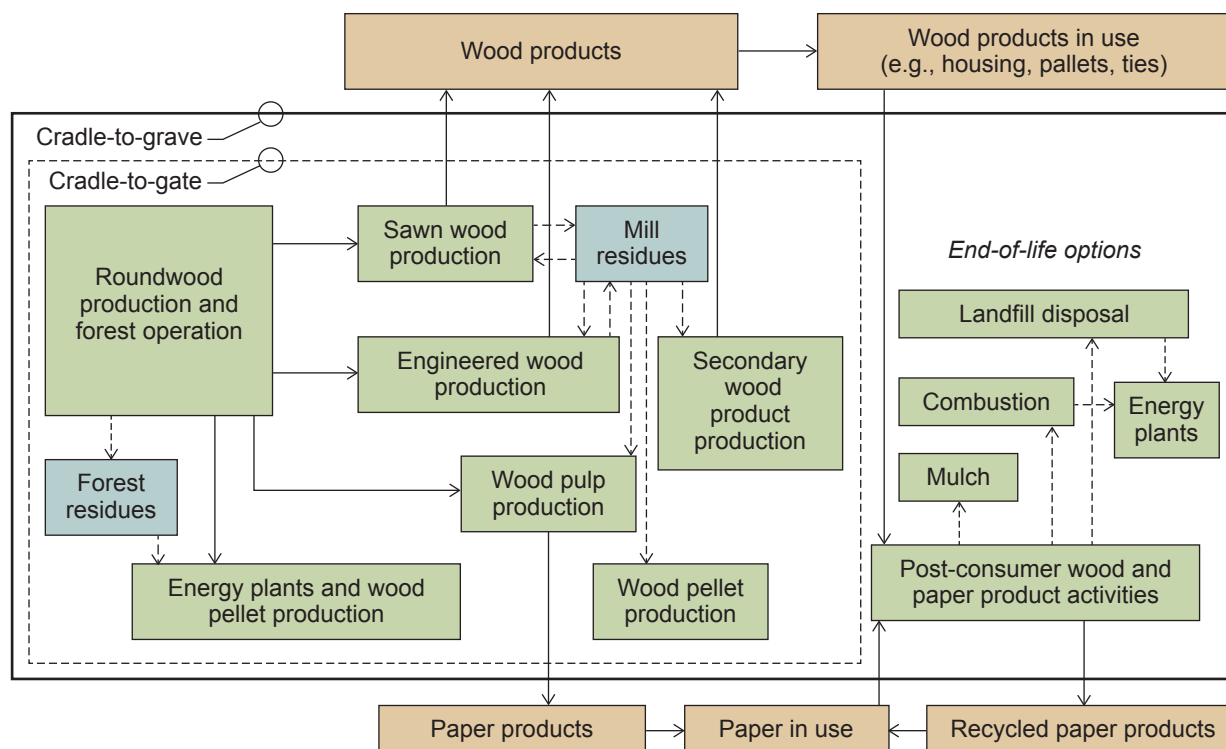 Wood products
Wood products in use
(e.g., housing, pallets, ties)
Cradle-to-grave
Cradle-to-gate
Roundwood
production and
forest operation
Sawn wood
production
Mill
residues
Engineered wood
production
Secondary
wood
product
production
Forest
residues
Wood pulp
production
Energy plants and wood
pellet production
Wood pellet
production
End-of-life options
Landfill disposal
Combustion
Energy
plants
Mulch
Post-consumer wood and
paper product activities
Paper products
Paper in use
Recycled paper products